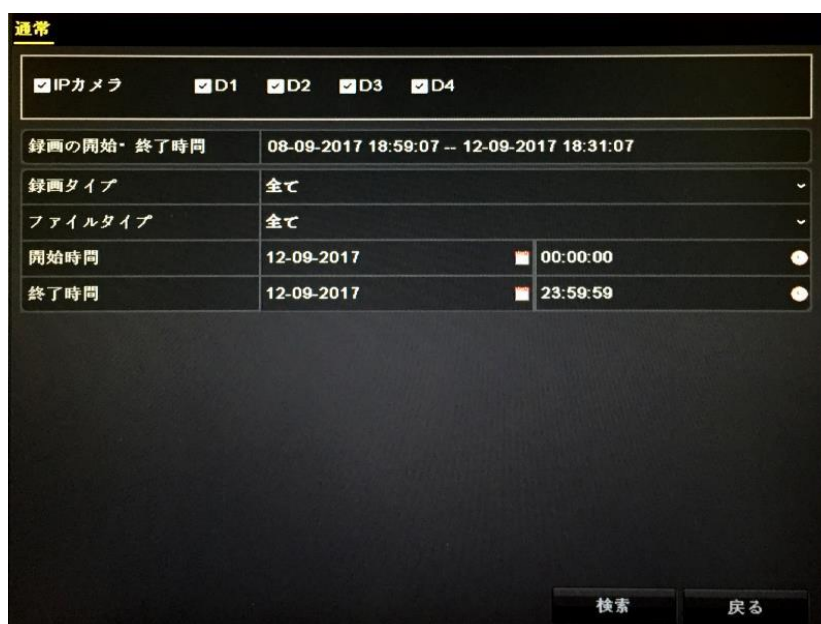 通常
IPカメラ D1 D2 D3 D4
録画の開始・終了時間 08-09-2017 18:59:07 -- 12-09-2017 18:31:07
録画タイプ 全て
ファイルタイプ 全て
開始時間 12-09-2017 00:00:00
終了時間 12-09-2017 23:59:59
検索 戻る